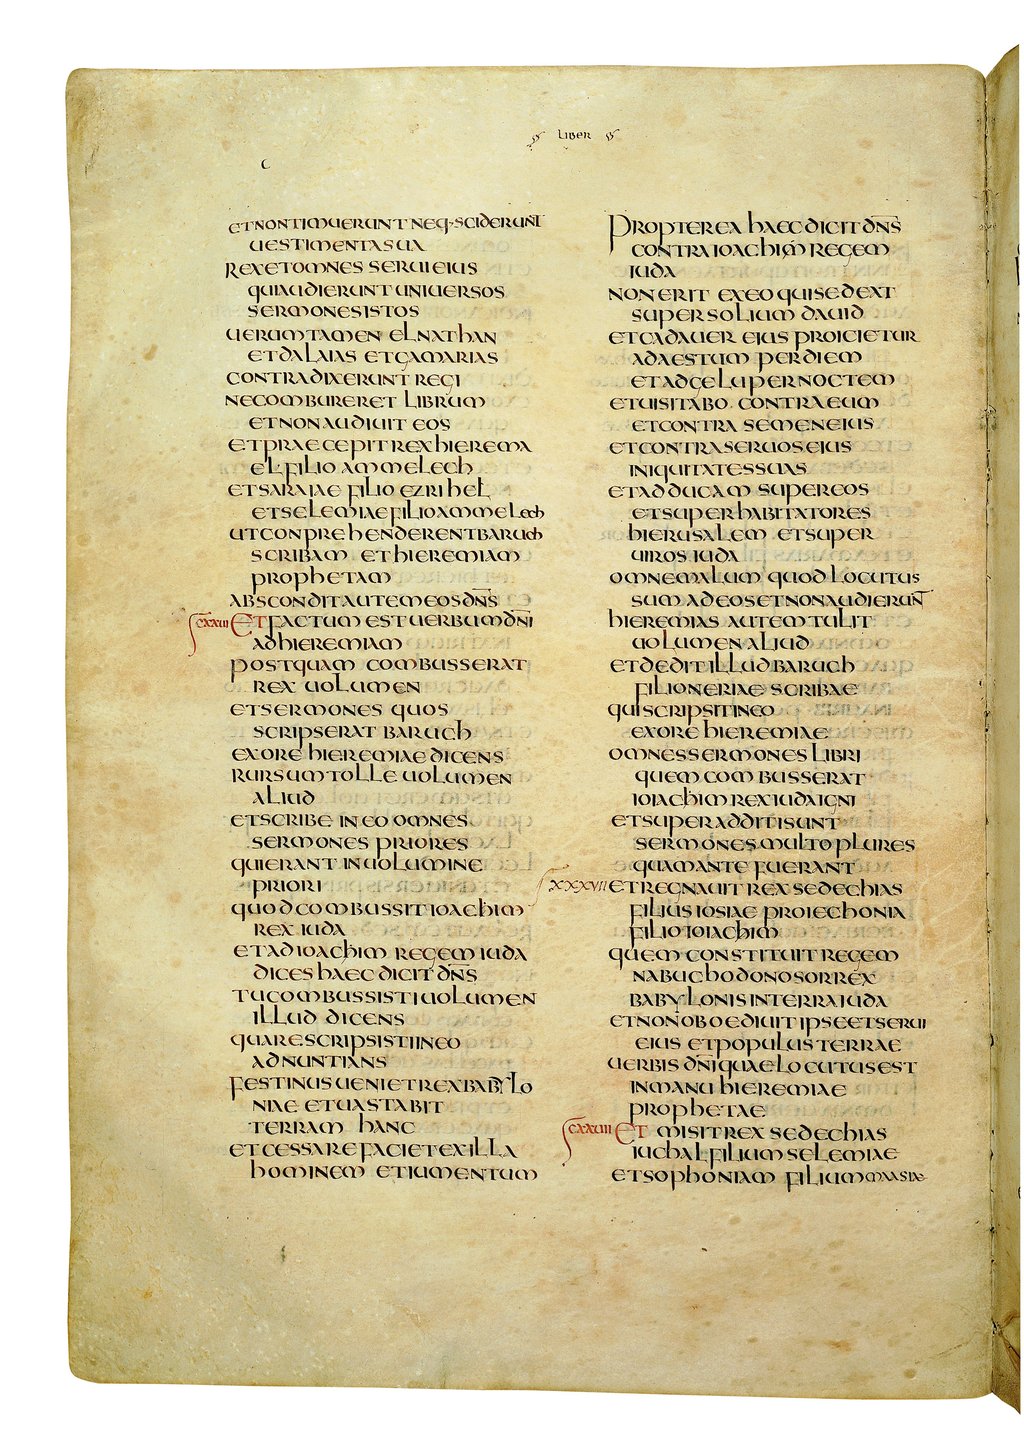 LIBER
ET NON TIMUERUNT NEQ· SCIDERUNT
UESTIMENTA SUA
REX ET OMNES SERUI EIUS
QUI AUDIERUNT UNIUERSOS
SERMONES ISTOS
UERUMTAMEN ELNATHAN
ET DALAIAS ET GAMARIAS
CONTRADIXERUNT REGI
NE COMBURERET LIBRUM
ET NON AUDIUIT EOS
ET PRAECEPIT REX HIEREMA
EL FILIO AMMELECH
ET SARAIAE FILIO EZRIHEL
ET SELEMIAE FILIO AMMELECH
UT CONPREHENDERENT BARUCH
SCRIBAM ET HIEREMIAM
PROPHETAM
ABSCONDIT AUTEM EOS DN̄S
CXXIII ET FACTUM EST UERBUM DN̄I
AD HIEREMIAM
POSTQUAM COMBUSSERAT
REX UOLUMEN
ET SERMONES QUOS
SCRIPSERAT BARUCH
EX ORE HIEREMIAE DICENS
RURSUM TOLLE UOLUMEN
ALIUD
ET SCRIBE IN EO OMNES
SERMONES PRIORES
QUI ERANT IN UOLUMINE
PRIORI
QUOD COMBUSSIT IOACHIM
REX IUDA
ET AD IOACHIM REGEM IUDA
DICES HAEC DICIT DN̄S
TU COMBUSSISTI UOLUMEN
ILLUD DICENS
QUARE SCRIPSISTI IN EO
ADNUNTIANS
FESTINUS UENIET REX BABYLO
NIAE ET UASTABIT
TERRAM HANC
ET CESSARE FACIET EX ILLA
HOMINEM ET IUMENTUM
PROPTEREA HAEC DICIT DN̄S
CONTRA IOACHIM REGEM
IUDA
NON ERIT EX EO QUI SEDEAT
SUPER SOLIUM DAUID
ET CADAUER EIUS PROICIETUR
AD AESTUM PER DIEM
ET AD GELU PER NOCTEM
ET UISITABO CONTRA EUM
ET CONTRA SEMEN EIUS
ET CONTRA SERUOS EIUS
INIQUITATES SUAS
ET ADDUCAM SUPER EOS
ET SUPER HABITATORES
HIERUSALEM ET SUPER
UIROS IUDA
OMNE MALUM QUOD LOCUTUS
SUM AD EOS ET NON AUDIERUN̄T
HIEREMIAS AUTEM TULIT
UOLUMEN ALIUD
ET DEDIT ILLUD BARUCH
FILIO NERIAE SCRIBAE
QUI SCRIPSIT IN EO
EX ORE HIEREMIAE
OMNES SERMONES LIBRI
QUEM COMBUSSERAT
IOIACHIM REX IUDA IGNI
ET SUPER ADDITI SUNT
SERMONES MULTO PLURES
QUAM ANTE FUERANT
XXXVII ET REGNAUIT REX SEDECHIAS
FILIUS IOSIAE PRO IECHONIA
FILIO IOIACHIM
QUEM CONSTITUIT REGEM
NABUCHODONOSOR REX
BABYLONIS IN TERRA IUDA
ET NON OBOEDIUIT IPSE ET SERUI
EIUS ET POPULUS TERRAE
UERBIS DN̄I QUAE LOCUTUS EST
IN MANU HIEREMIAE
PROPHETAE
CXXIIII ET MISIT REX SEDECHIAS
IUCHAL FILIUM SELEMIAE
ET SOPHONIAM FILIUM MAASIAE